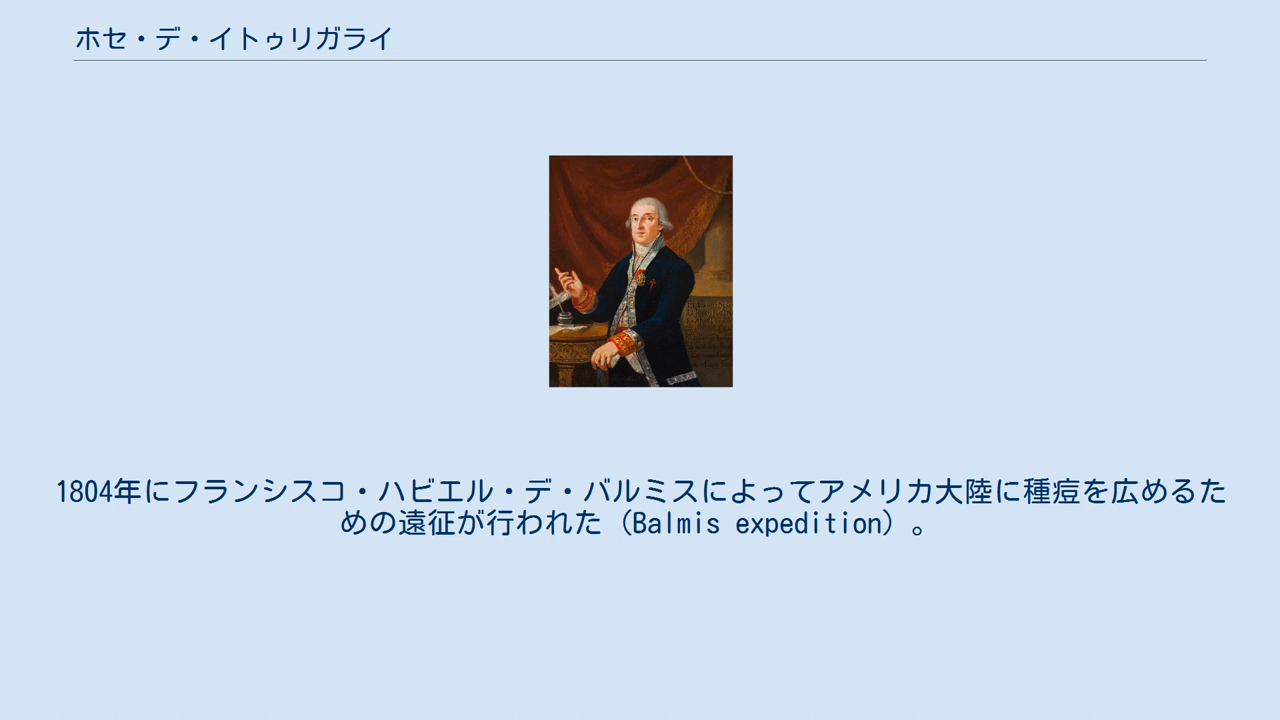 ホセ・デ・イトゥリガライ
1804年にフランシスコ・ハビエル・デ・バルミスによってアメリカ大陸に種痘を広めるた
めの遠征が行われた（Balmis expedition）。